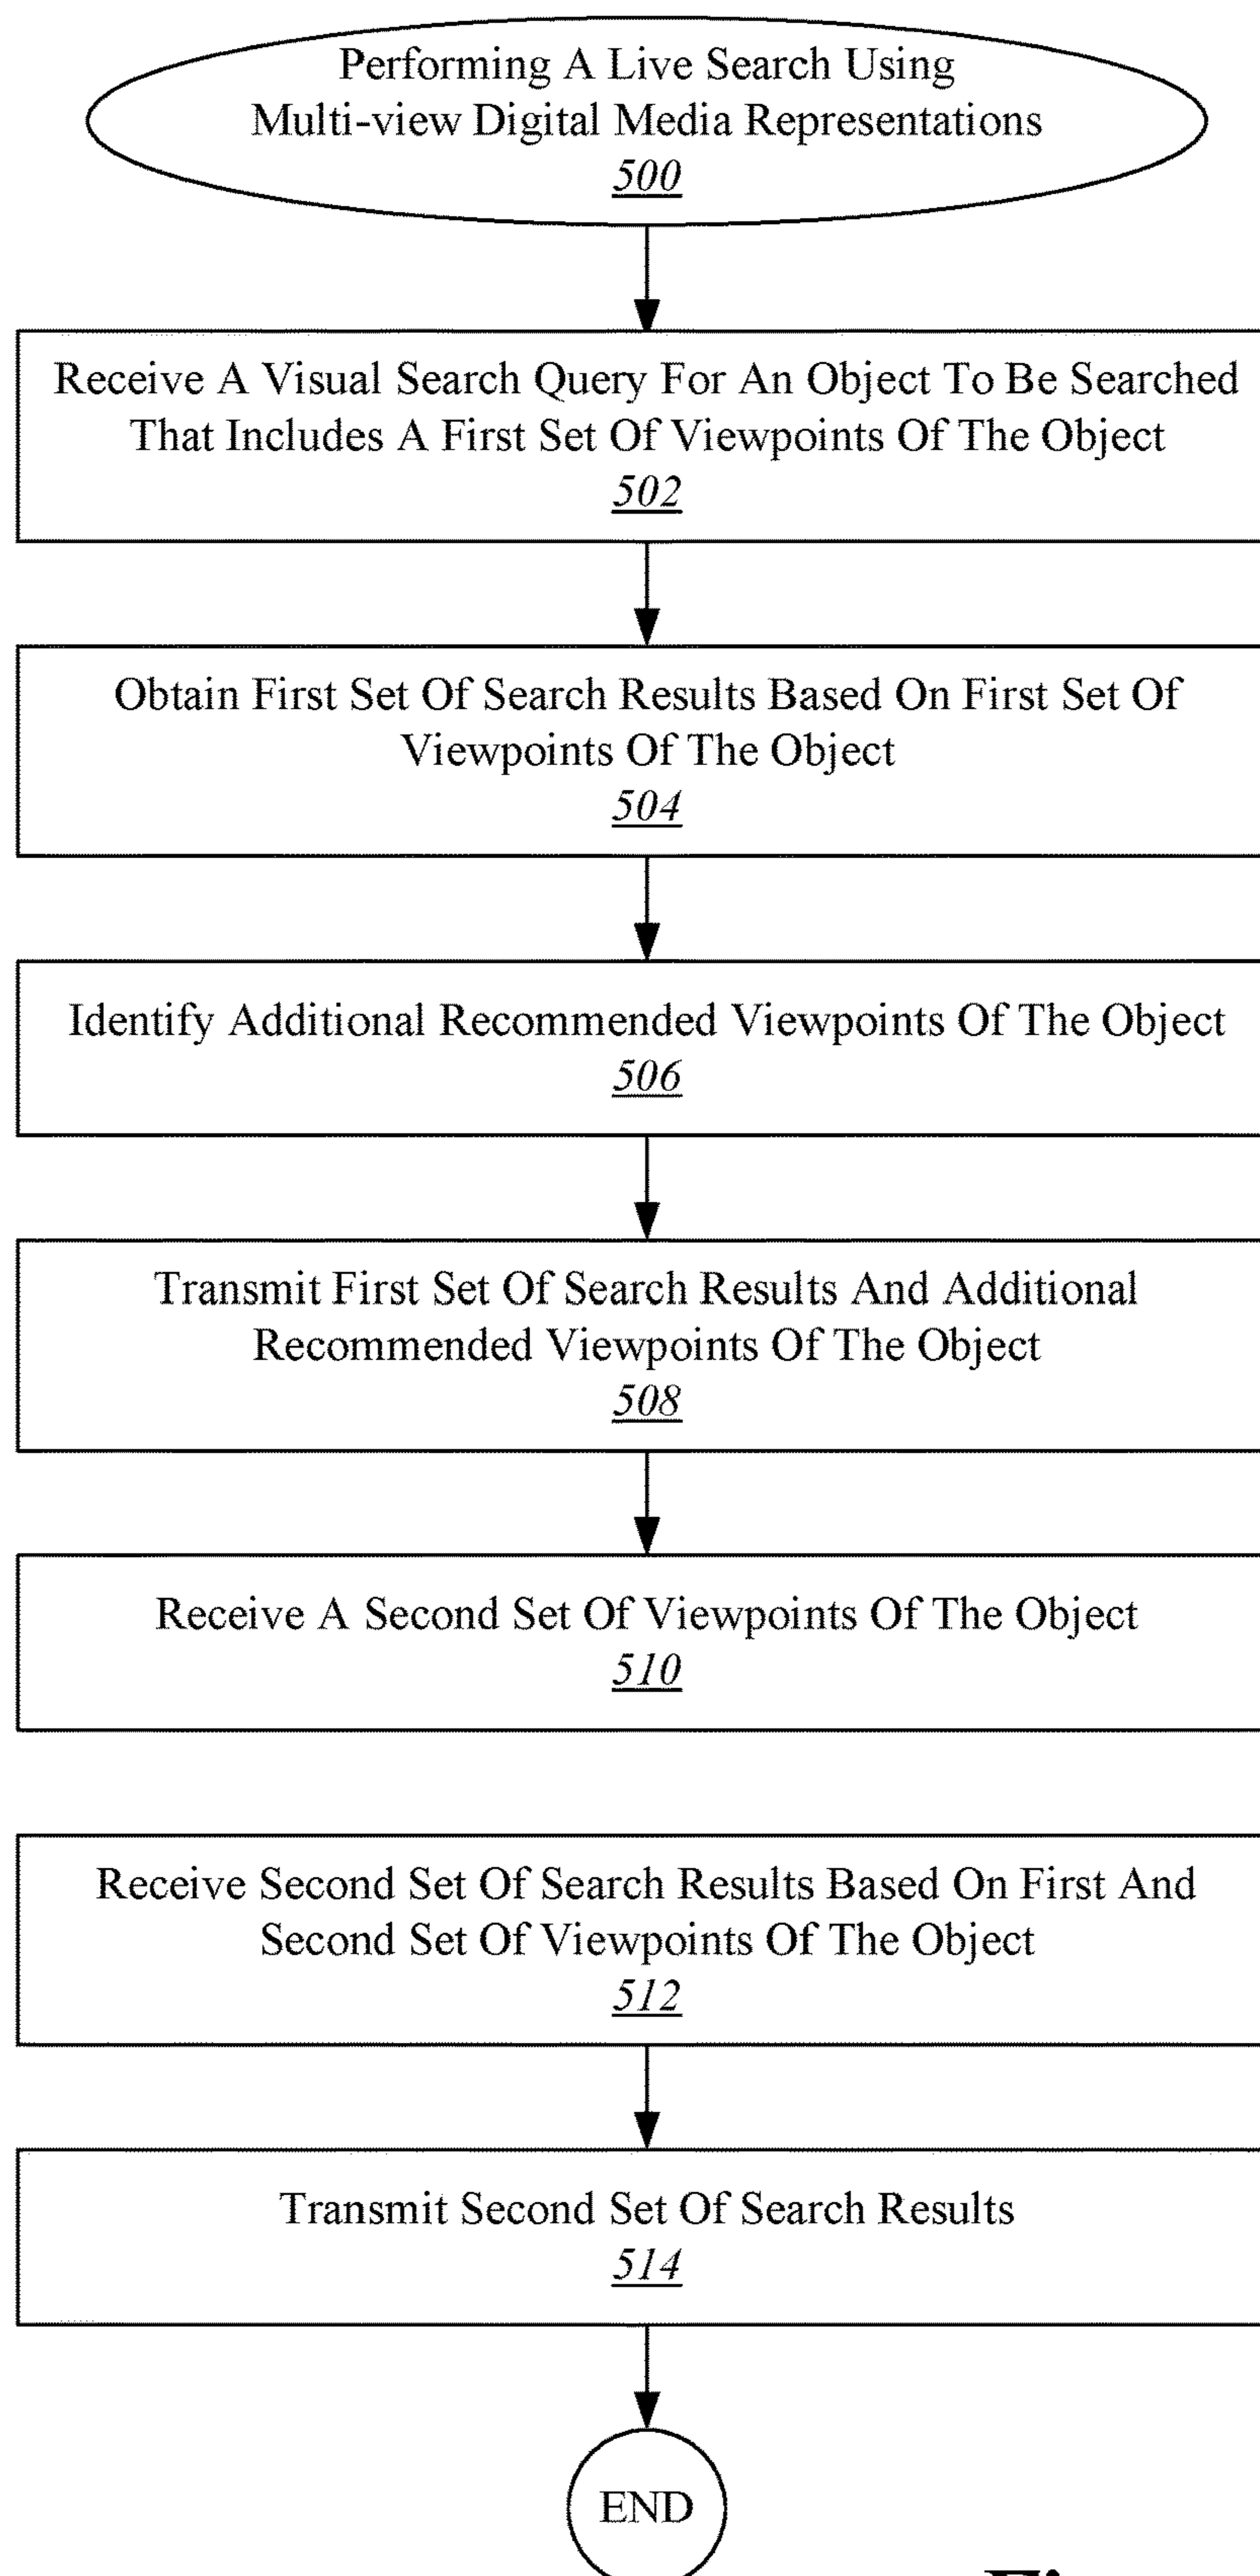 Performing A Live Search Using
Multi-view Digital Media Representations
500
Receive A Visual Search Query For An Object To Be Searched
That Includes A First Set Of Viewpoints Of The Object
502
Obtain First Set Of Search Results Based On First Set Of
Viewpoints Of The Object
504
Identify Additional Recommended Viewpoints Of The Object
506
Transmit First Set Of Search Results And Additional
Recommended Viewpoints Of The Object
508
Receive A Second Set Of Viewpoints Of The Object
510
Receive Second Set Of Search Results Based On First And
Second Set Of Viewpoints Of The Object
512
Transmit Second Set Of Search Results
514
END